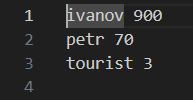 1 ivanov 900
2 petr 70
3 tourist 3
4